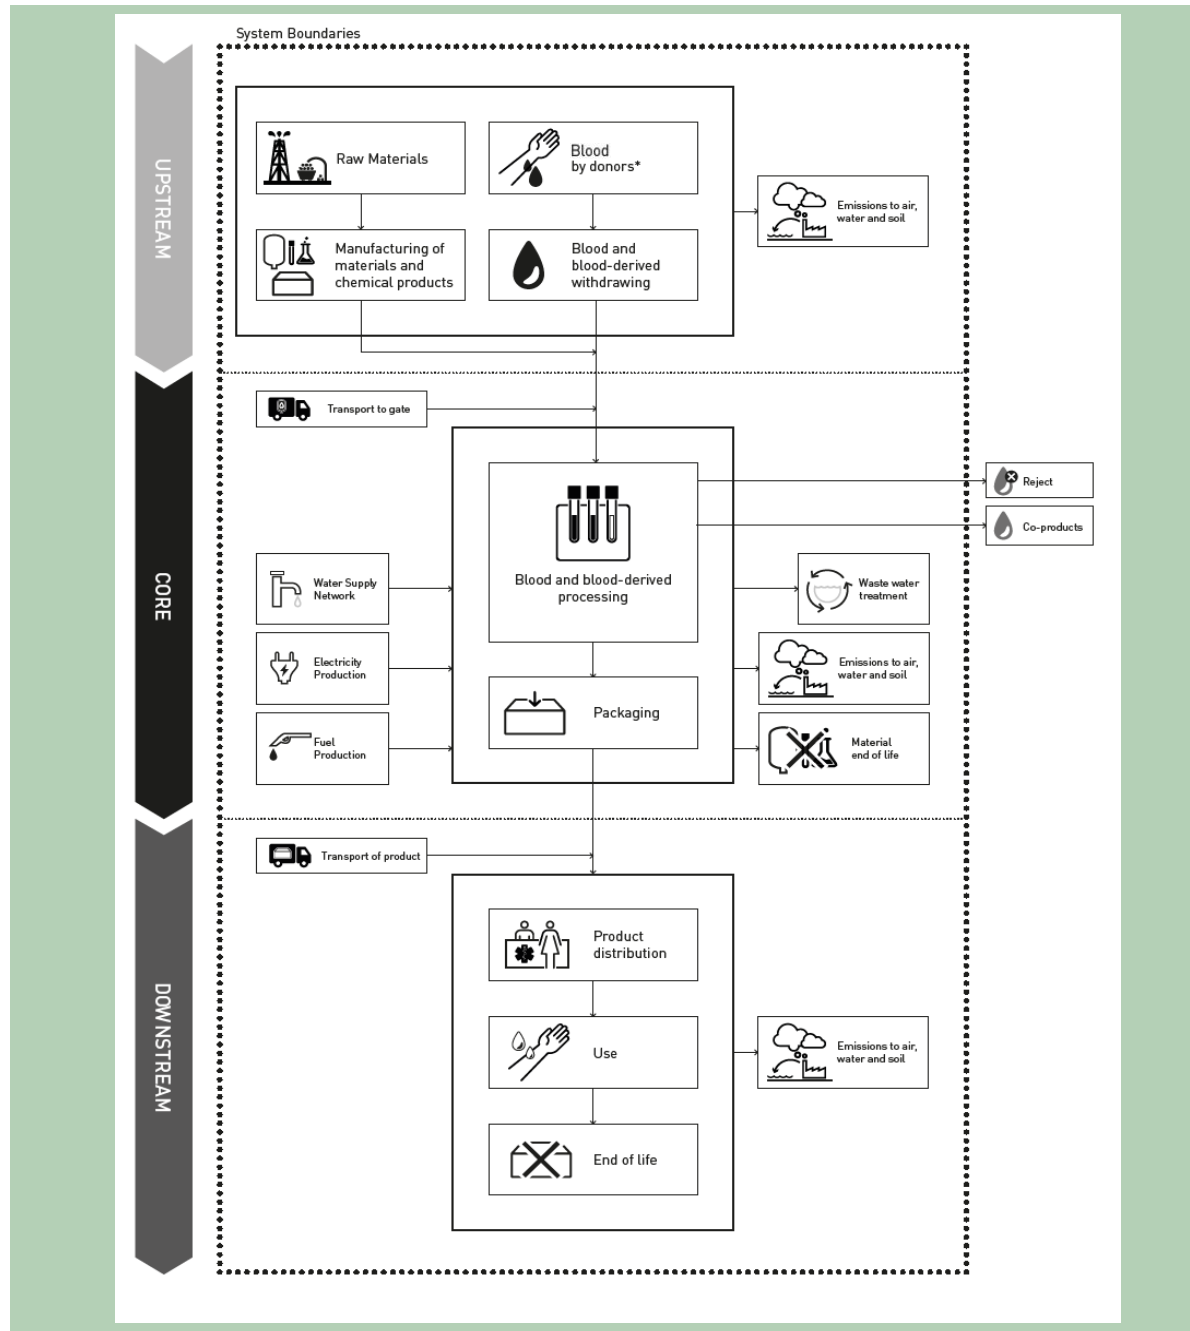 System Boundaries
UPSTREAM
Raw Materials
Blood
by donors*
Emissions to air,
water and soil
Manufacturing of
materials and
chemical products
Blood and
blood-derived
withdrawing
CORE
Transport to gate
Reject
Co-products
Blood and blood-derived
processing
Water Supply
Network
Waste water
treatment
Electricity
Production
Emissions to air,
water and soil
Packaging
Fuel
Production
Material
end of life
DOWNSTREAM
Transport of product
Product
distribution
Use
Emissions to air,
water and soil
End of life